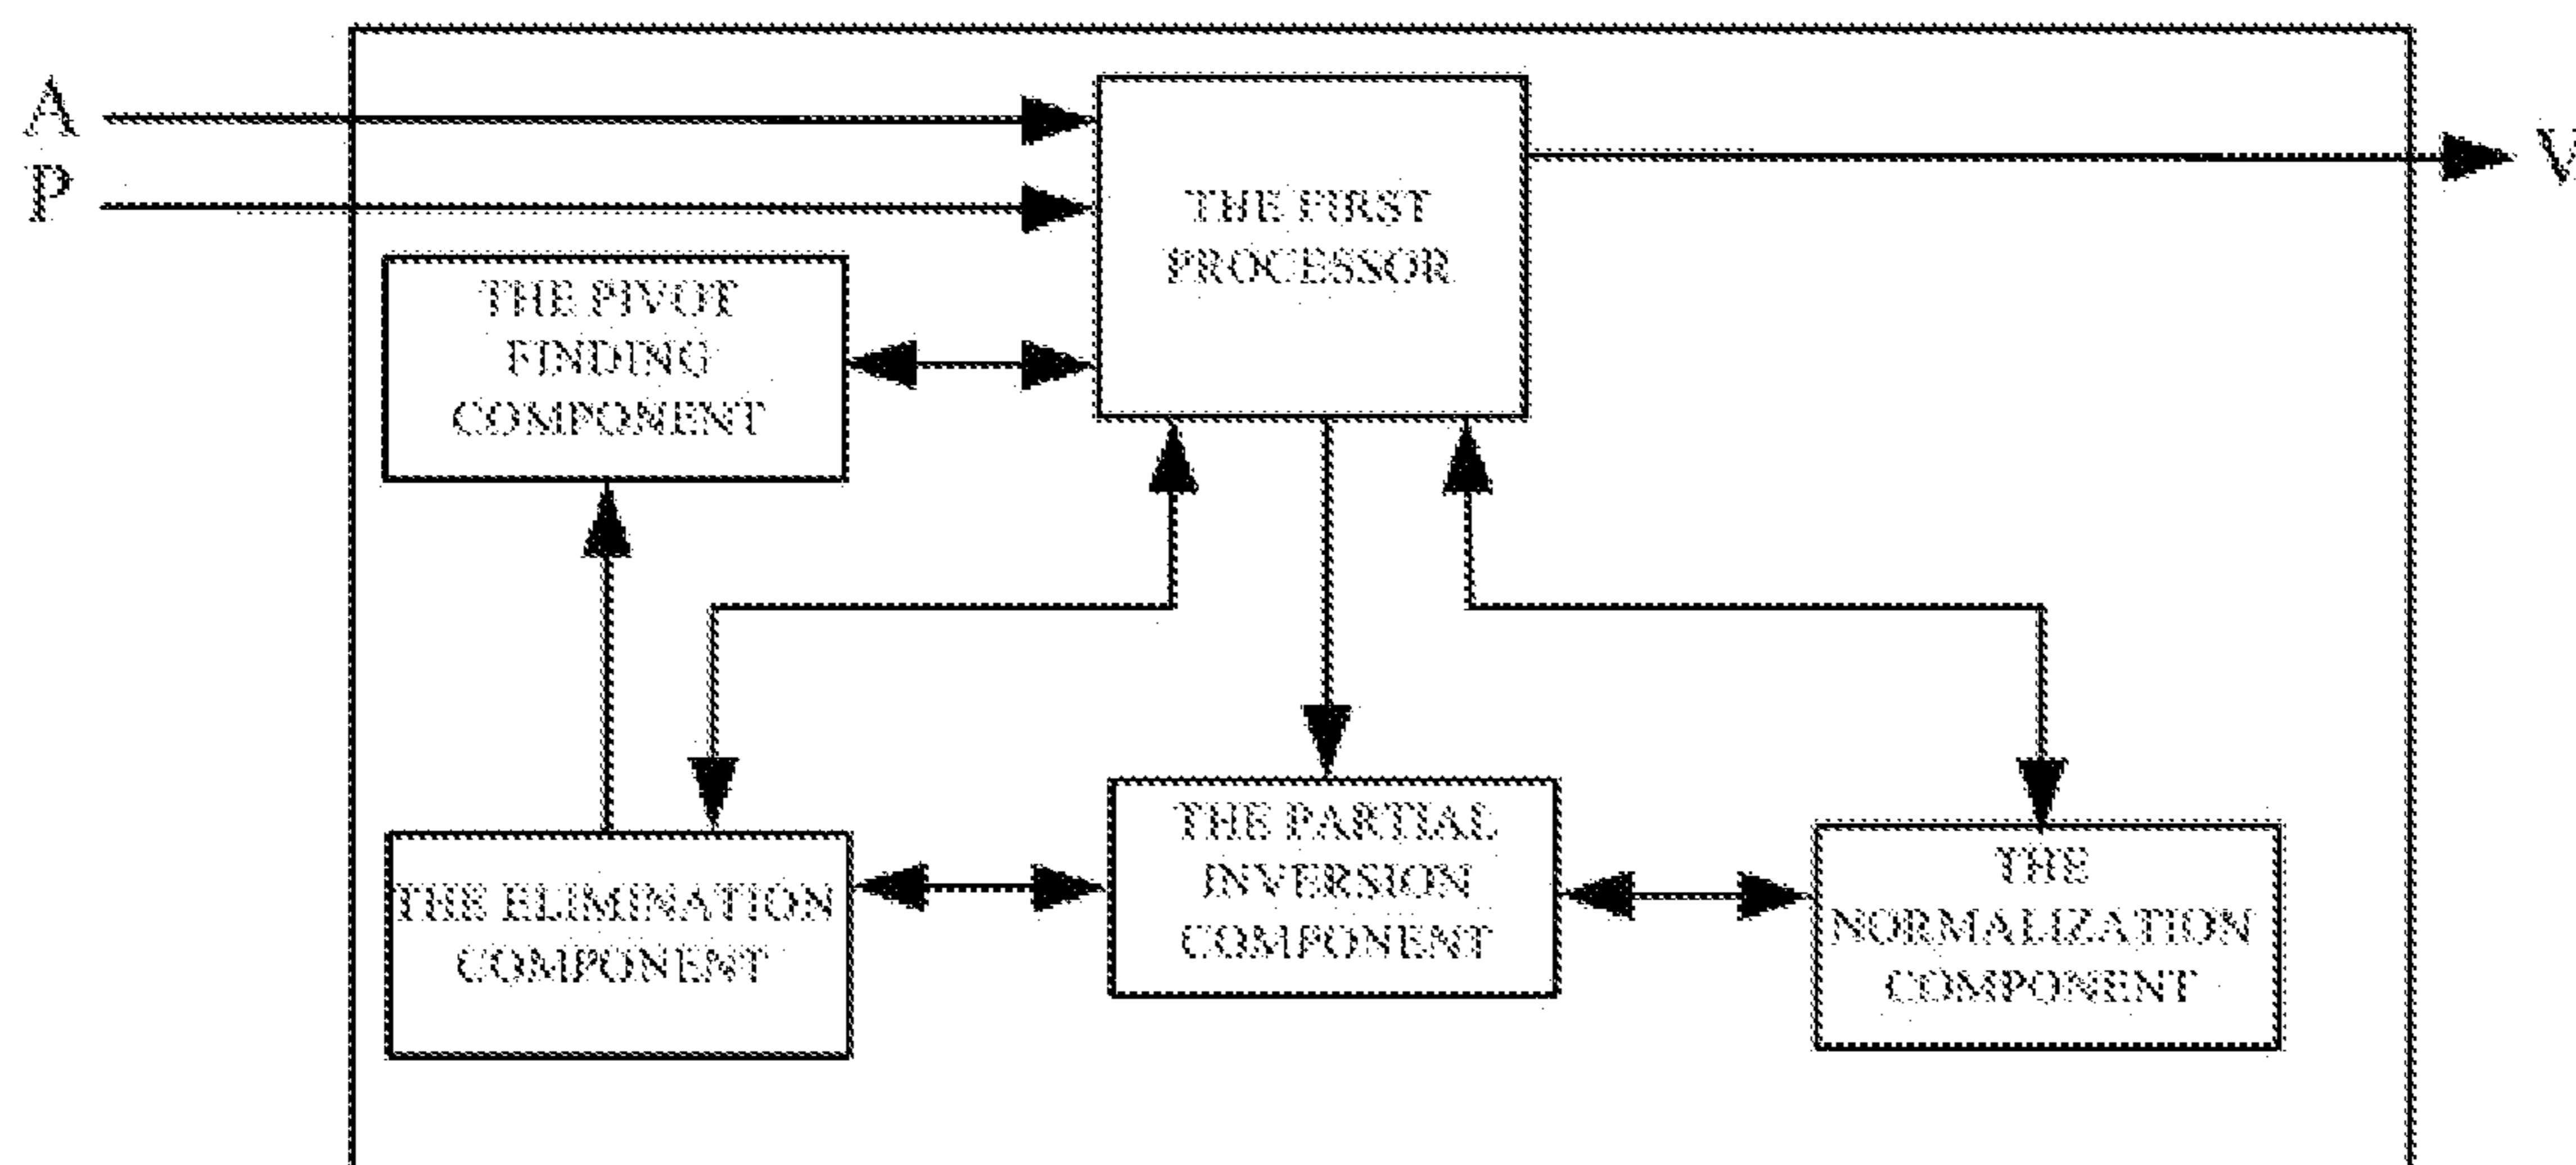 A
P
V
THE FIRST
PROCESSOR
THE PIVOT
FINDING
COMPONENT
THE ELIMINATION
COMPONENT
THE PARTIAL
INVERSION
COMPONENT
THE
NORMALIZATION
COMPONENT